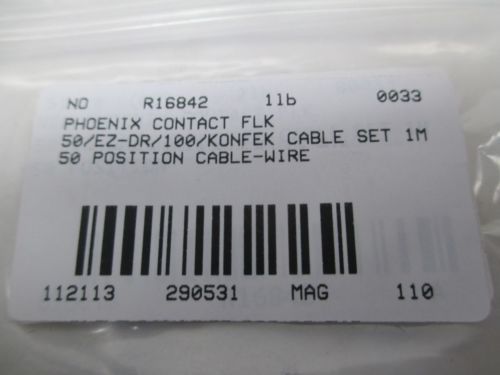 NO R16842 1lb 0033
PHOENIX CONTACT FLK
50/EZ-DR/100/KONFEK CABLE SET 1M
50 POSITION CABLE-WIRE
112113 290531 MAG 110